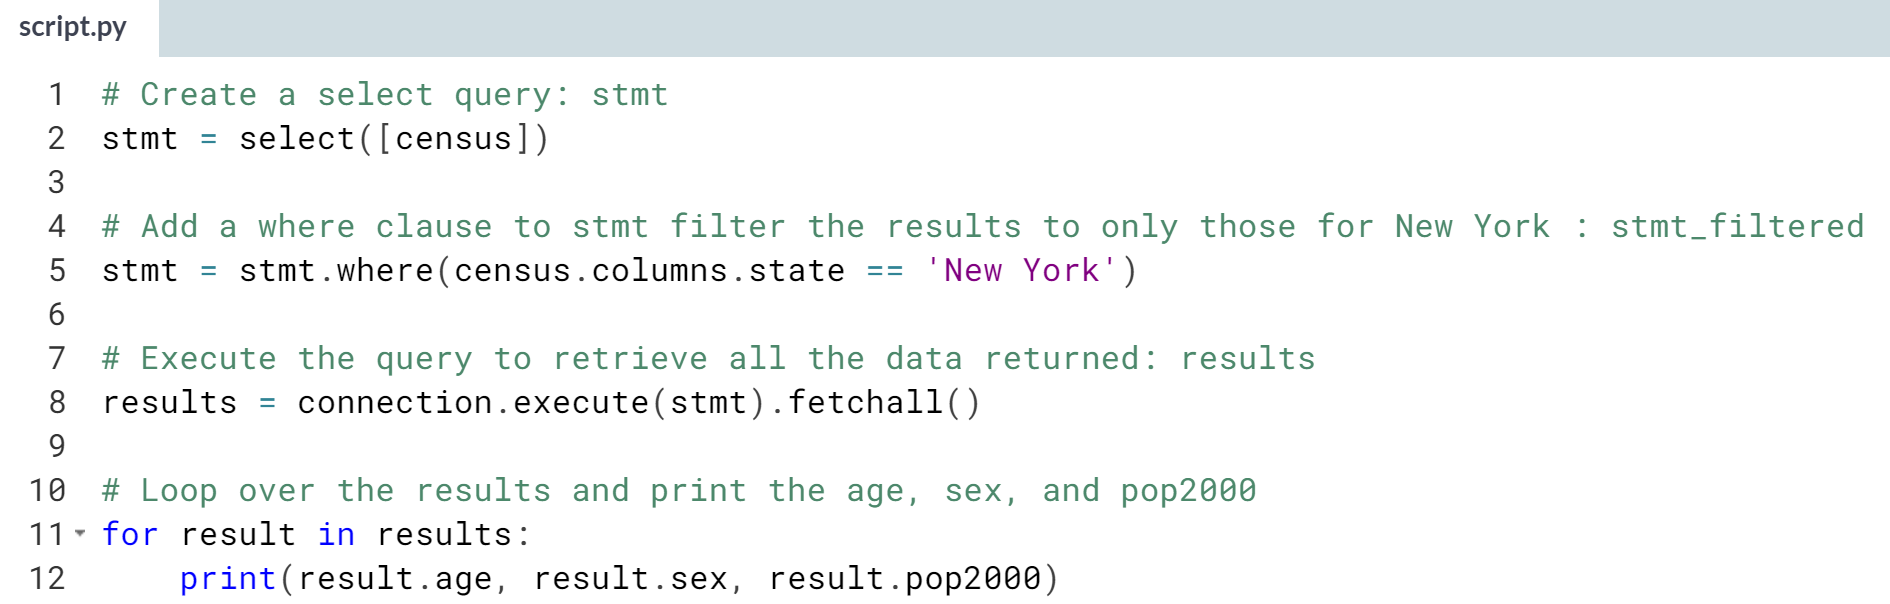 script.py
1 # Create a select query: stmt
2 stmt = select([census])
3
4 # Add a where clause to stmt filter the results to only those for New York : stmt_filtered
5 stmt = stmt.where(census.columns.state == 'New York')
6
7 # Execute the query to retrieve all the data returned: results
8 results = connection.execute(stmt).fetchall()
9
10 # Loop over the results and print the age, sex, and pop2000
11 for result in results:
12     print(result.age, result.sex, result.pop2000)